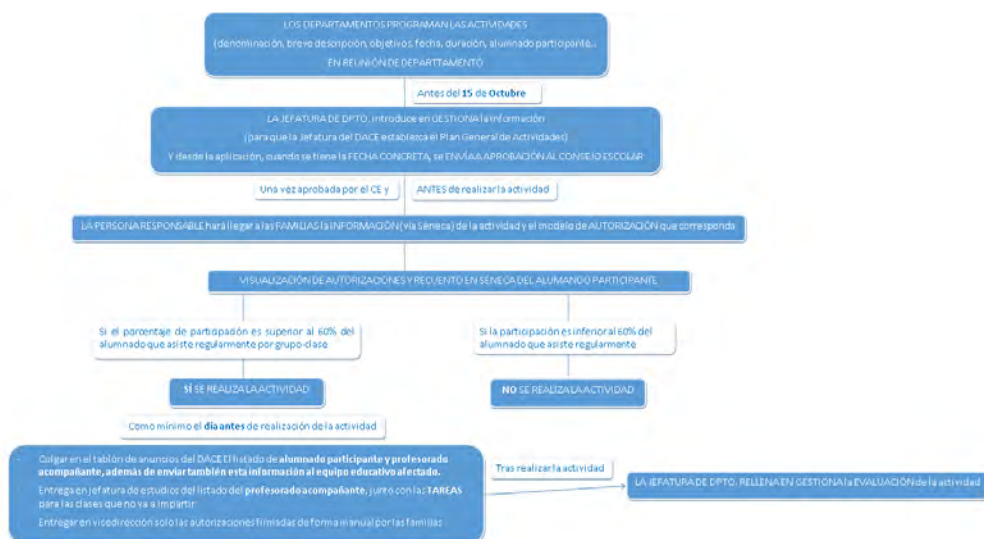 LOS DEPARTAMENTOS PROGRAMAN LAS ACTIVIDADES
(denominación, breve descripción, objetivos, fecha, duración, alumnado participante...
EN REUNIÓN DE DEPARTTAMENTO
Antes del 15 de Octubre
LA JEFATURA DE DPTO. introduce en GESTIONA la información
(para que la Jefatura del DACE establezca el Plan General de Actividades)
Y desde la aplicación, cuando se tiene la FECHA CONCRETA, se ENVÍA A APROBACIÓN AL CONSEJO ESCOLAR
Una vez aprobada por el CE y
ANTES de realizar la actividad
LA PERSONA RESPONSABLE hará llegar a las FAMILIAS la INFORMACIÓN (vía Séneca) de la actividad y el modelo de AUTORIZACIÓN que corresponda
VISUALIZACIÓN DE AUTORIZACIONES Y RECUENTO EN SÉNECA DEL ALUMANDO PARTICIPANTE
Si el porcentaje de participación es superior al 60% del
alumnado que asiste regularmente por grupo-clase
Si la participación es inferior al 60% del
alumnado que asiste regularmente
SÍ SE REALIZA LA ACTIVIDAD
NO SE REALIZA LA ACTIVIDAD
Como mínimo el día antes de realización de la actividad
- Colgar en el tablón de anuncios del DACE El listado de alumnado participante y profesorado
acompañante, además de enviar también esta información al equipo educativo afectado.
Entrega en jefatura de estudios del listado del profesorado acompañante, junto con las TAREAS
para las clases que no va a impartir
Entregar en vicedirección solo las autorizaciones firmadas de forma manual por las familias
Tras realizar la actividad
LA JEFATURA DE DPTO. RELLENA EN GESTIONA la EVALUACIÓN de la actividad